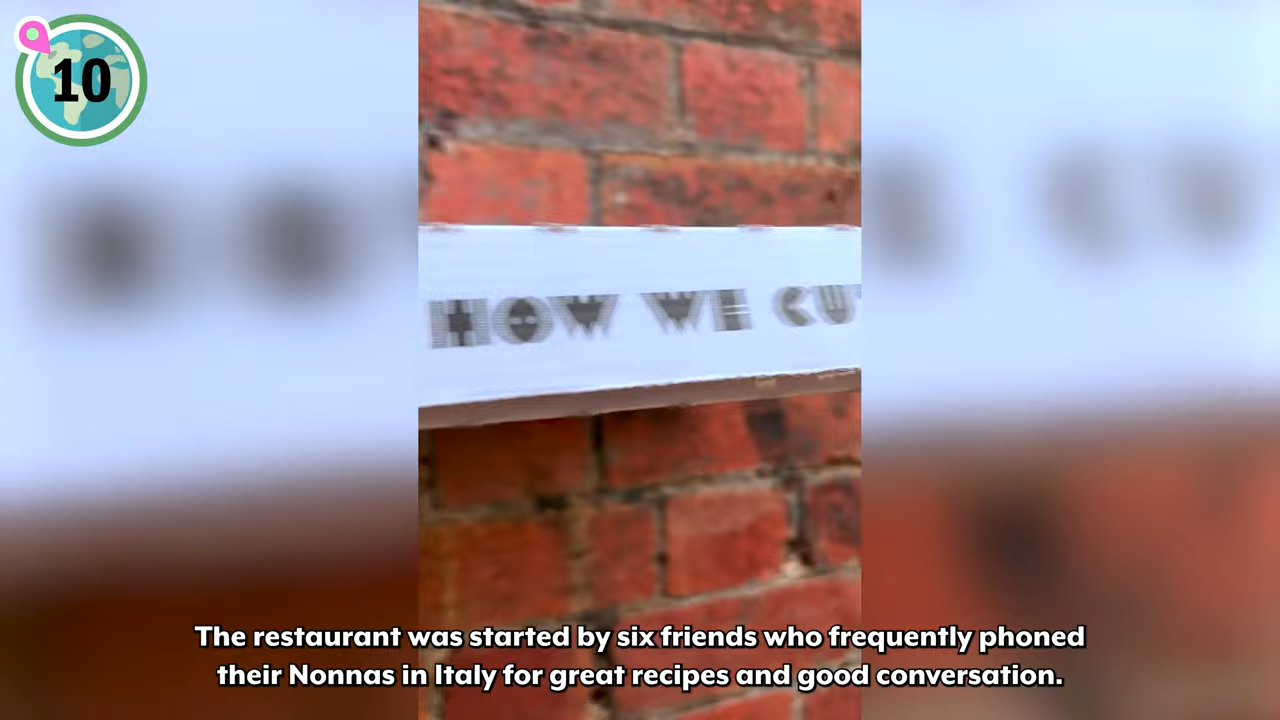 10
HOW WE CU
The restaurant was started by six friends who frequently phoned
their Nonnas in Italy for great recipes and good conversation.